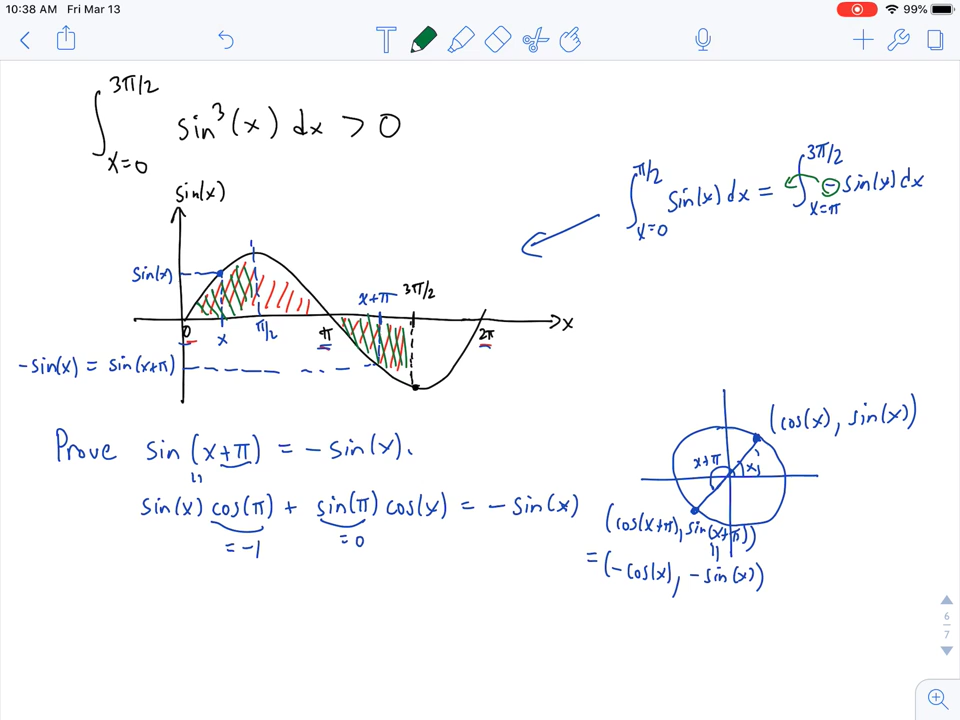 10:38 AM Fri Mar 13 99%
T
∫_{x=0}^{3π/2} sin³(x) dx > 0
∫_{x=0}^{π/2} sin(x) dx = ∫_{x=π}^{3π/2} -sin(x) dx
sin(x)
sin(x)
x+π 3π/2
0 x π/2 π 2π x
-sin(x) = sin(x+π)
Prove sin(x+π) = -sin(x).
"
sin(x) cos(π) + sin(π) cos(x) = -sin(x)
=-1 =0
(cos(x), sin(x))
x+π x
(cos(x+π), sin(x+π))
"
= (-cos(x), -sin(x))
6
7